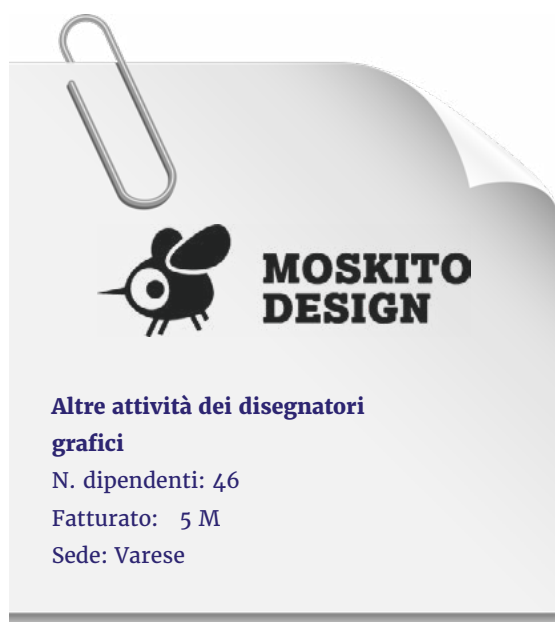 MOSKITO
DESIGN
Altre attività dei disegnatori
grafici
N. dipendenti: 46
Fatturato: 5 M
Sede: Varese